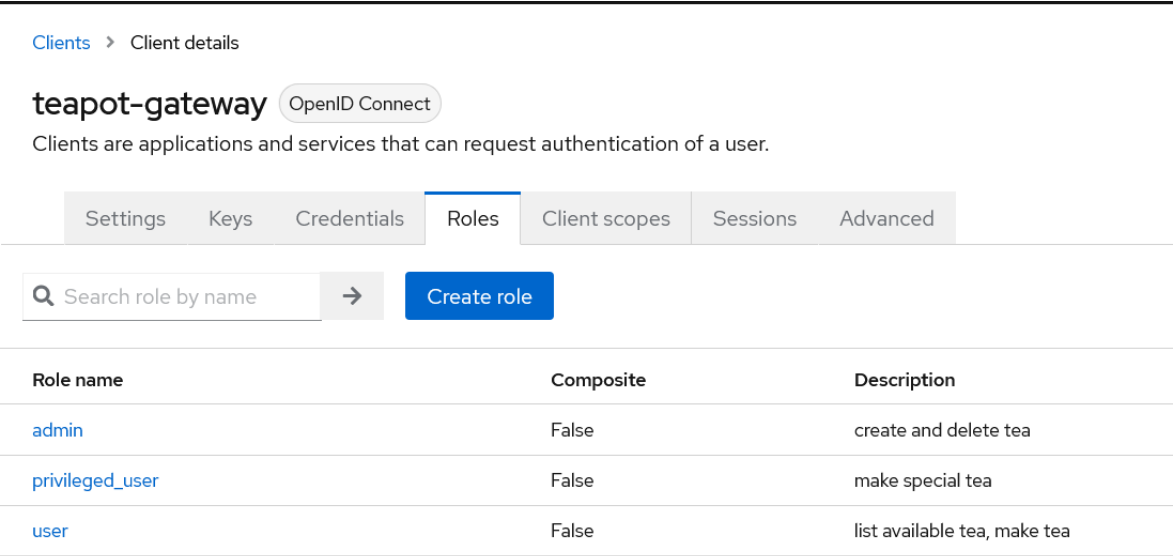 Clients > Client details
teapot-gateway OpenID Connect
Clients are applications and services that can request authentication of a user.
Settings Keys Credentials Roles Client scopes Sessions Advanced
Search role by name → Create role
Role name Composite Description
admin False create and delete tea
privileged_user False make special tea
user False list available tea, make tea